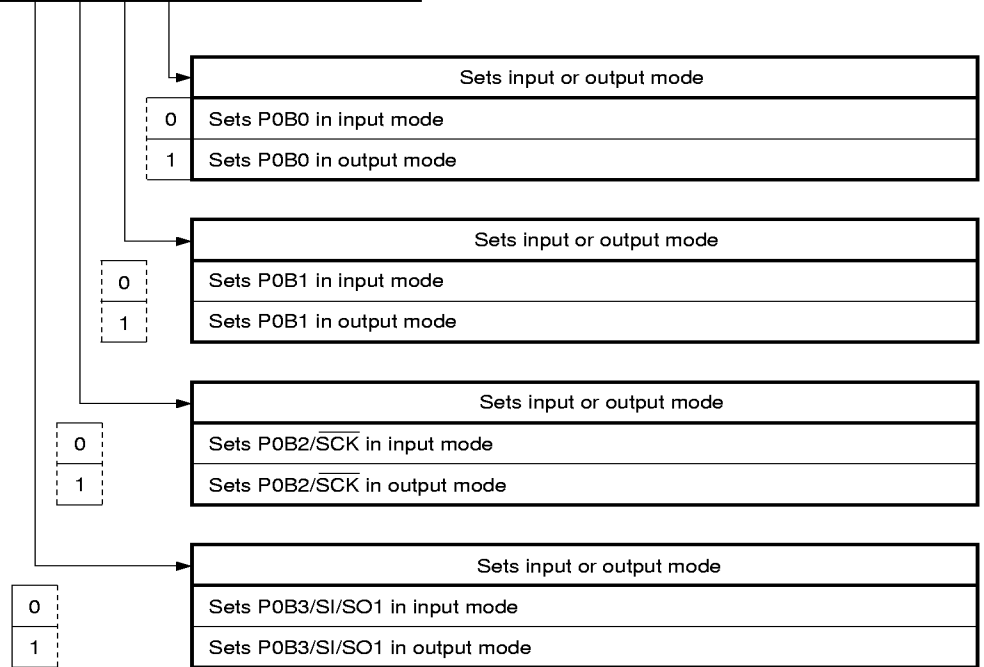 Sets input or output mode
0 Sets P0B0 in input mode
1 Sets P0B0 in output mode
Sets input or output mode
0 Sets P0B1 in input mode
1 Sets P0B1 in output mode
Sets input or output mode
0 Sets P0B2/S̅C̅K̅ in input mode
1 Sets P0B2/S̅C̅K̅ in output mode
Sets input or output mode
0 Sets P0B3/SI/SO1 in input mode
1 Sets P0B3/SI/SO1 in output mode